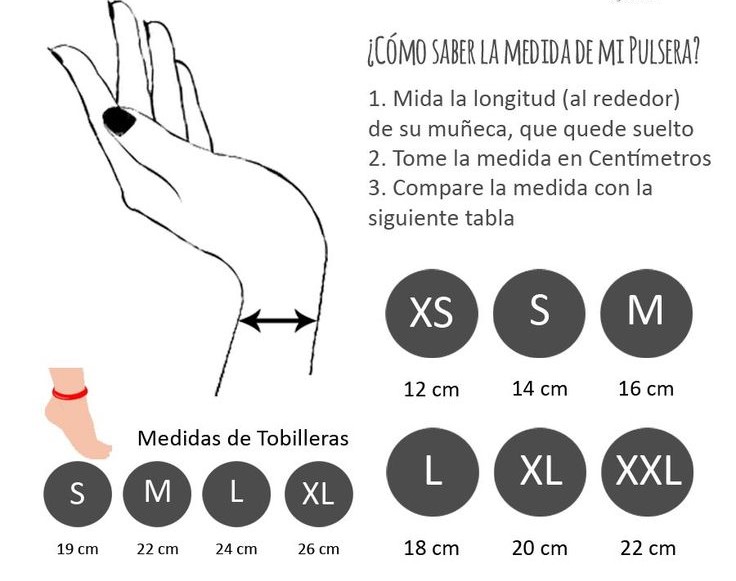 ¿Cómo saber la medida de mi Pulsera?
1. Mida la longitud (al rededor)
de su muñeca, que quede suelto
2. Tome la medida en Centímetros
3. Compare la medida con la
siguiente tabla
XS S M
12 cm 14 cm 16 cm
L XL XXL
18 cm 20 cm 22 cm
Medidas de Tobilleras
S M L XL
19 cm 22 cm 24 cm 26 cm